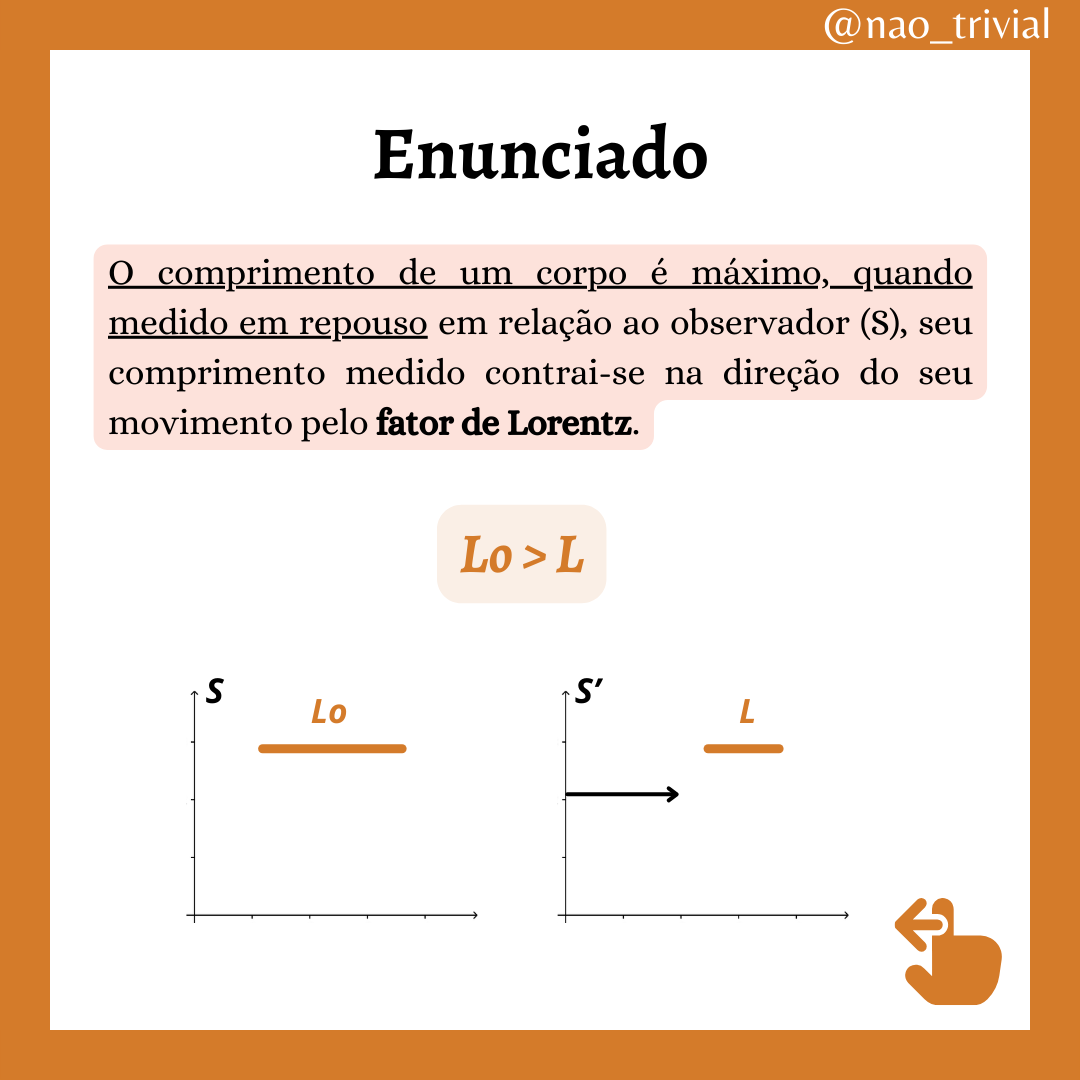 @nao_trivial
Enunciado
O comprimento de um corpo é máximo, quando
medido em repouso em relação ao observador (S), seu
comprimento medido contrai-se na direção do seu
movimento pelo fator de Lorentz.
Lo > L
S
Lo
S’
L